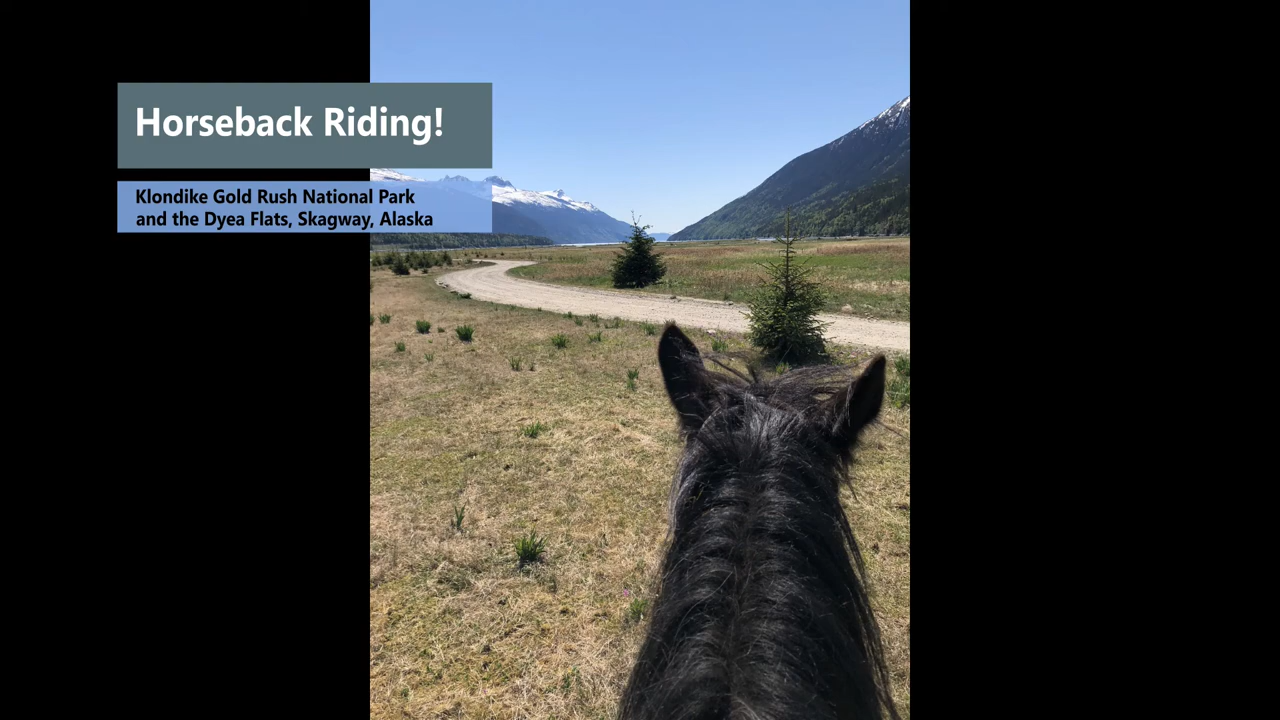 Horseback Riding!
Klondike Gold Rush National Park
and the Dyea Flats, Skagway, Alaska